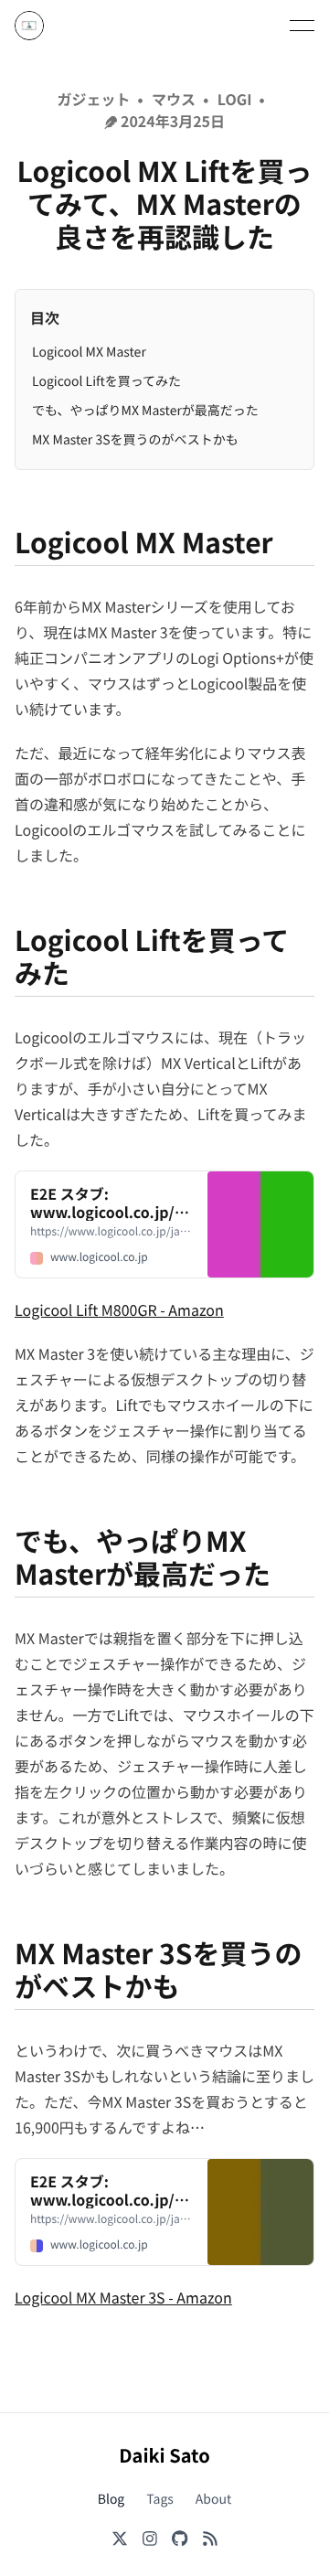 ガジェット • マウス • LOGI •
2024年3月25日
Logicool MX Liftを買っ
てみて、MX Masterの
良さを再認識した
目次
Logicool MX Master
Logicool Liftを買ってみた
でも、やっぱりMX Masterが最高だった
MX Master 3Sを買うのがベストかも
Logicool MX Master
6年前からMX Masterシリーズを使用してお
り、現在はMX Master 3を使っています。特に
純正コンパニオンアプリのLogi Options+が使
いやすく、マウスはずっとLogicool製品を使
い続けています。
ただ、最近になって経年劣化によりマウス表
面の一部がボロボロになってきたことや、手
首の違和感が気になり始めたことから、
Logicoolのエルゴマウスを試してみることに
しました。
Logicool Liftを買って
みた
Logicoolのエルゴマウスには、現在（トラッ
クボール式を除けば）MX VerticalとLiftがあ
りますが、手が小さい自分にとってMX
Verticalは大きすぎたため、Liftを買ってみま
した。
E2E スタブ:
www.logicool.co.jp/…
https://www.logicool.co.jp/ja…
www.logicool.co.jp
Logicool Lift M800GR - Amazon
MX Master 3を使い続けている主な理由に、ジ
ェスチャーによる仮想デスクトップの切り替
えがあります。Liftでもマウスホイールの下に
あるボタンをジェスチャー操作に割り当てる
ことができるため、同様の操作が可能です。
でも、やっぱりMX
Masterが最高だった
MX Masterでは親指を置く部分を下に押し込
むことでジェスチャー操作ができるため、ジ
ェスチャー操作時を大きく動かす必要があり
ません。一方でLiftでは、マウスホイールの下
にあるボタンを押しながらマウスを動かす必
要があるため、ジェスチャー操作時に人差し
指を左クリックの位置から動かす必要があり
ます。これが意外とストレスで、頻繁に仮想
デスクトップを切り替える作業内容の時に使
いづらいと感じてしまいました。
MX Master 3Sを買うの
がベストかも
というわけで、次に買うべきマウスはMX
Master 3Sかもしれないという結論に至りまし
た。ただ、今MX Master 3Sを買おうとすると
16,900円もするんですよね…
E2E スタブ:
www.logicool.co.jp/…
https://www.logicool.co.jp/ja…
www.logicool.co.jp
Logicool MX Master 3S - Amazon
Daiki Sato
Blog Tags About